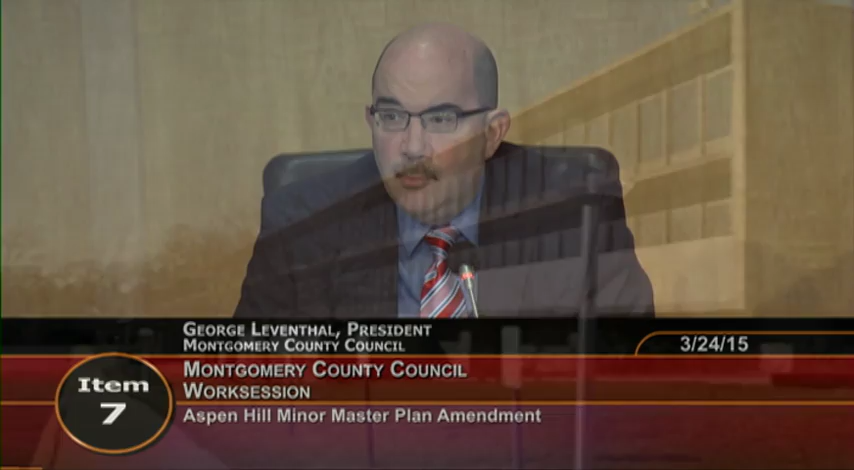 George Leventhal, President
Montgomery County Council
3/24/15
Montgomery County Council
Worksession
Item
7
Aspen Hill Minor Master Plan Amendment